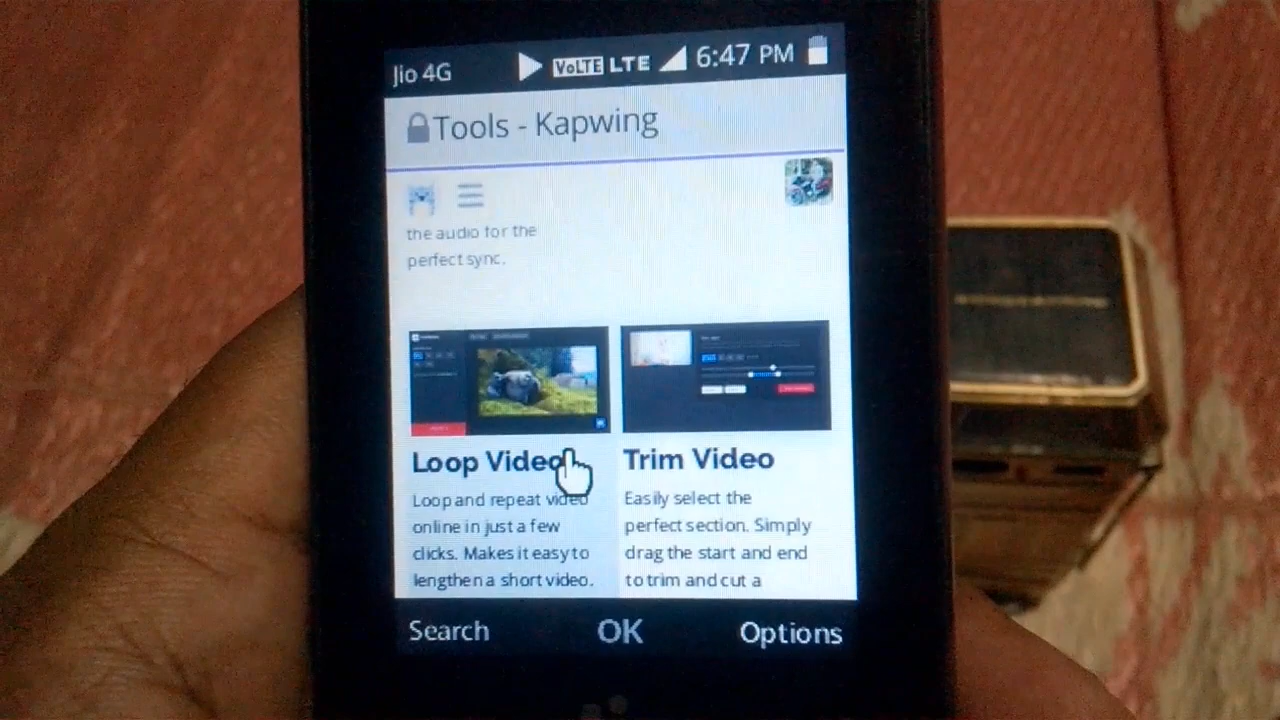 Jio 4G VoLTE LTE 6:47 PM
Tools - Kapwing
the audio for the
perfect sync.
Loop Video
Loop and repeat video
online in just a few
clicks. Makes it easy to
lengthen a short video.
Trim Video
Easily select the
perfect section. Simply
drag the start and end
to trim and cut a
Search OK Options